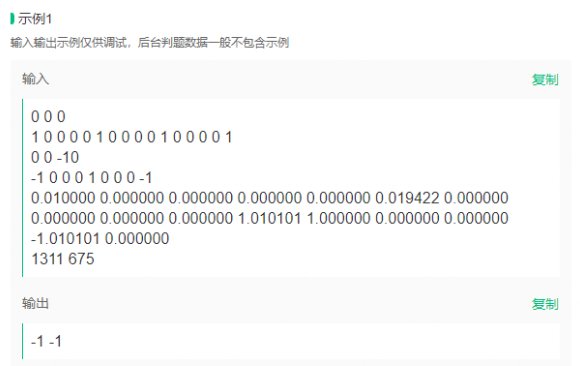 示例1
输入输出示例仅供调试，后台判题数据一般不包含示例
输入
复制
0 0 0
1 0 0 0 0 1 0 0 0 0 1 0 0 0 0 1
0 0 -10
-1 0 0 0 1 0 0 0 -1
0.010000 0.000000 0.000000 0.000000 0.000000 0.019422 0.000000
0.000000 0.000000 0.000000 1.010101 1.000000 0.000000 0.000000
-1.010101 0.000000
1311 675
输出
复制
-1 -1